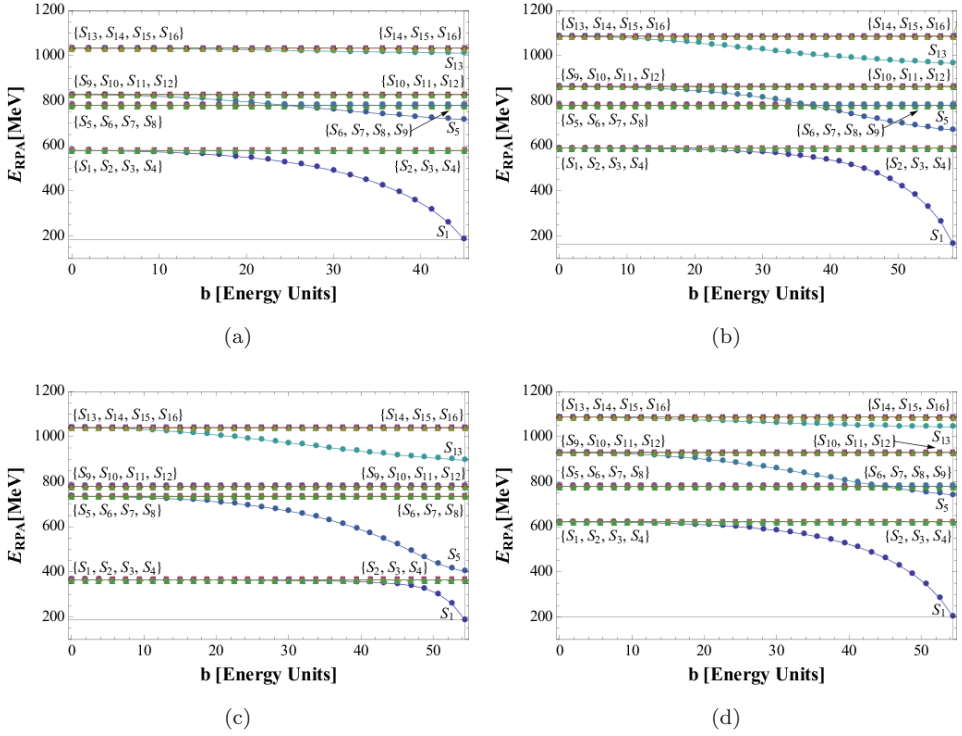 1200
{S13, S14, S15, S16} {S14, S15, S16}
1000
S13
{S9, S10, S11, S12} {S10, S11, S12}
800
{S5, S6, S7, S8} {S6, S7, S8, S9} S5
600
{S1, S2, S3, S4} {S2, S3, S4}
400
200
S1
ERPA[MeV]
0 10 20 30 40
b [Energy Units]
(a)
1200
{S13, S14, S15, S16} {S14, S15, S16}
1000
S13
{S9, S10, S11, S12} {S10, S11, S12}
800
{S5, S6, S7, S8} {S6, S7, S8, S9} S5
600
{S1, S2, S3, S4} {S2, S3, S4}
400
200
S1
ERPA[MeV]
0 10 20 30 40 50
b [Energy Units]
(b)
1200
{S13, S14, S15, S16} {S14, S15, S16}
1000
S13
{S9, S10, S11, S12} {S9, S10, S11, S12}
800
{S5, S6, S7, S8} {S6, S7, S8}
600
S5
{S1, S2, S3, S4} {S2, S3, S4}
400
200
S1
ERPA[MeV]
0 10 20 30 40 50
b [Energy Units]
(c)
1200
{S13, S14, S15, S16} {S14, S15, S16}
1000
{S9, S10, S11, S12} {S10, S11, S12} S13
800
{S5, S6, S7, S8} {S6, S7, S8, S9}
S5
600
{S1, S2, S3, S4} {S2, S3, S4}
400
200
S1
ERPA[MeV]
0 10 20 30 40 50
b [Energy Units]
(d)